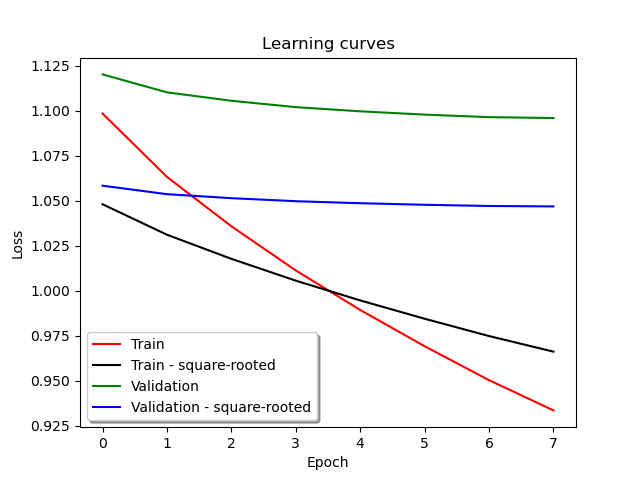 Learning curves
Loss
1.125
1.100
1.075
1.050
1.025
1.000
0.975
0.950
0.925
Train
Train - square-rooted
Validation
Validation - square-rooted
0 1 2 3 4 5 6 7
Epoch